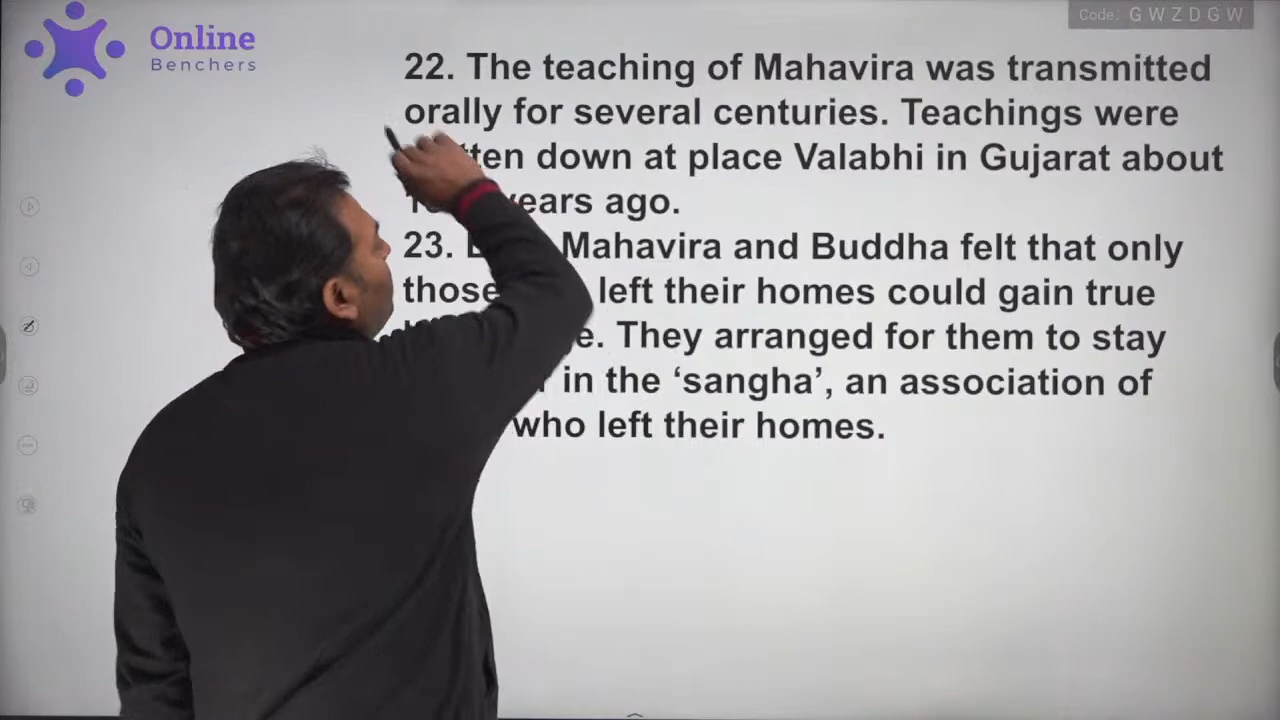 Online
Benchers
Code: G W Z D G W
22. The teaching of Mahavira was transmitted
orally for several centuries. Teachings were
down at place Valabhi in Gujarat about
years ago.
23. Mahavira and Buddha felt that only
those left their homes could gain true
They arranged for them to stay
in the ‘sangha’, an association of
who left their homes.